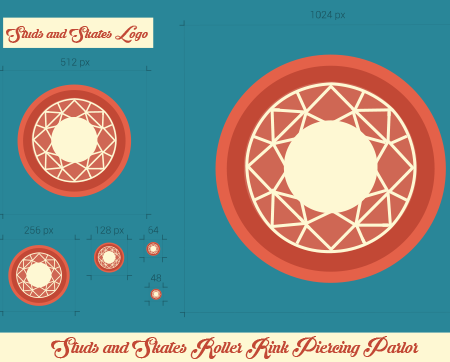 1024 px
Studs and Skates Logo
512 px
256 px
128 px
64
48
Studs and Skates Roller Rink Piercing Parlor